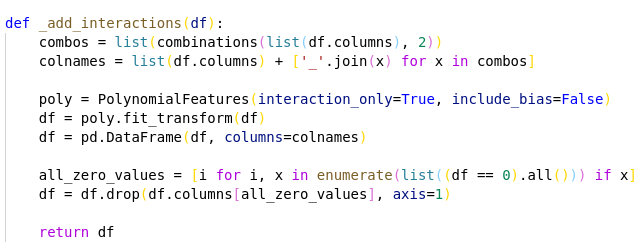 def _add_interactions(df):
    combos = list(combinations(list(df.columns), 2))
    colnames = list(df.columns) + ['_'.join(x) for x in combos]

    poly = PolynomialFeatures(interaction_only=True, include_bias=False)
    df = poly.fit_transform(df)
    df = pd.DataFrame(df, columns=colnames)

    all_zero_values = [i for i, x in enumerate(list((df == 0).all())) if x]
    df = df.drop(df.columns[all_zero_values], axis=1)

    return df